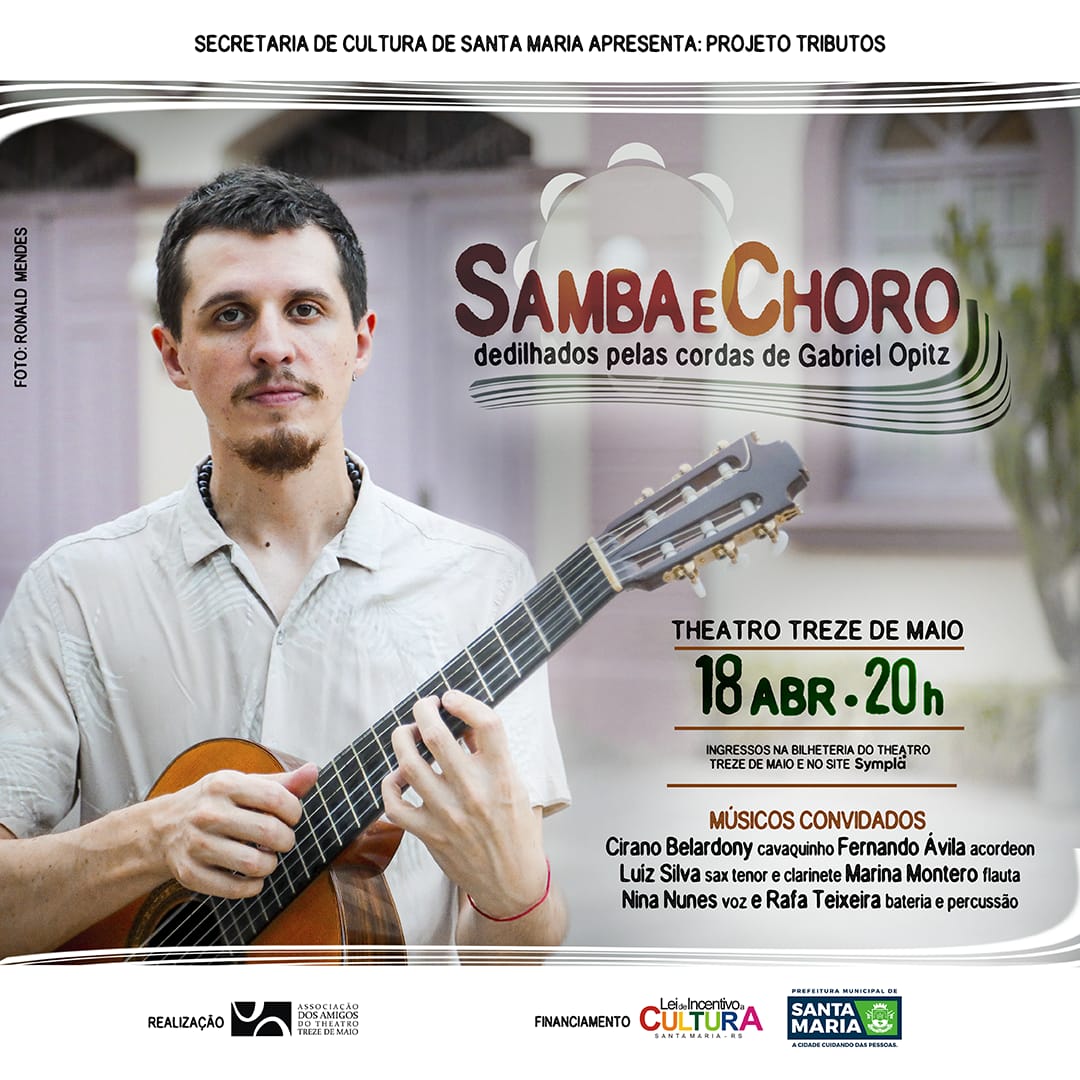 SECRETARIA DE CULTURA DE SANTA MARIA APRESENTA: PROJETO TRIBUTOS
FOTO: RONALD MENDES
SAMBA E CHORO
dedilhados pelas cordas de Gabriel Opitz
THEATRO TREZE DE MAIO
18 ABR. 20h
INGRESSOS NA BILHETERIA DO THEATRO
TREZE DE MAIO E NO SITE Sympla
MÚSICOS CONVIDADOS
Cirano Belardony cavaquinho Fernando Ávila acordeon
Luíz Silva sax tenor e clarinete Marina Montero flauta
Nina Nunes voz e Rafa Teixeira bateria e percussão
REALIZAÇÃO
ASSOCIAÇÃO
DOS AMIGOS
DO THEATRO
TREZE DE MAIO
FINANCIAMENTO
Lei de Incentivo a
CULTURA
SANTA MARIA - RS
PREFEITURA MUNICIPAL DE
SANTA
MARIA
A CIDADE CUIDANDO DAS PESSOAS.